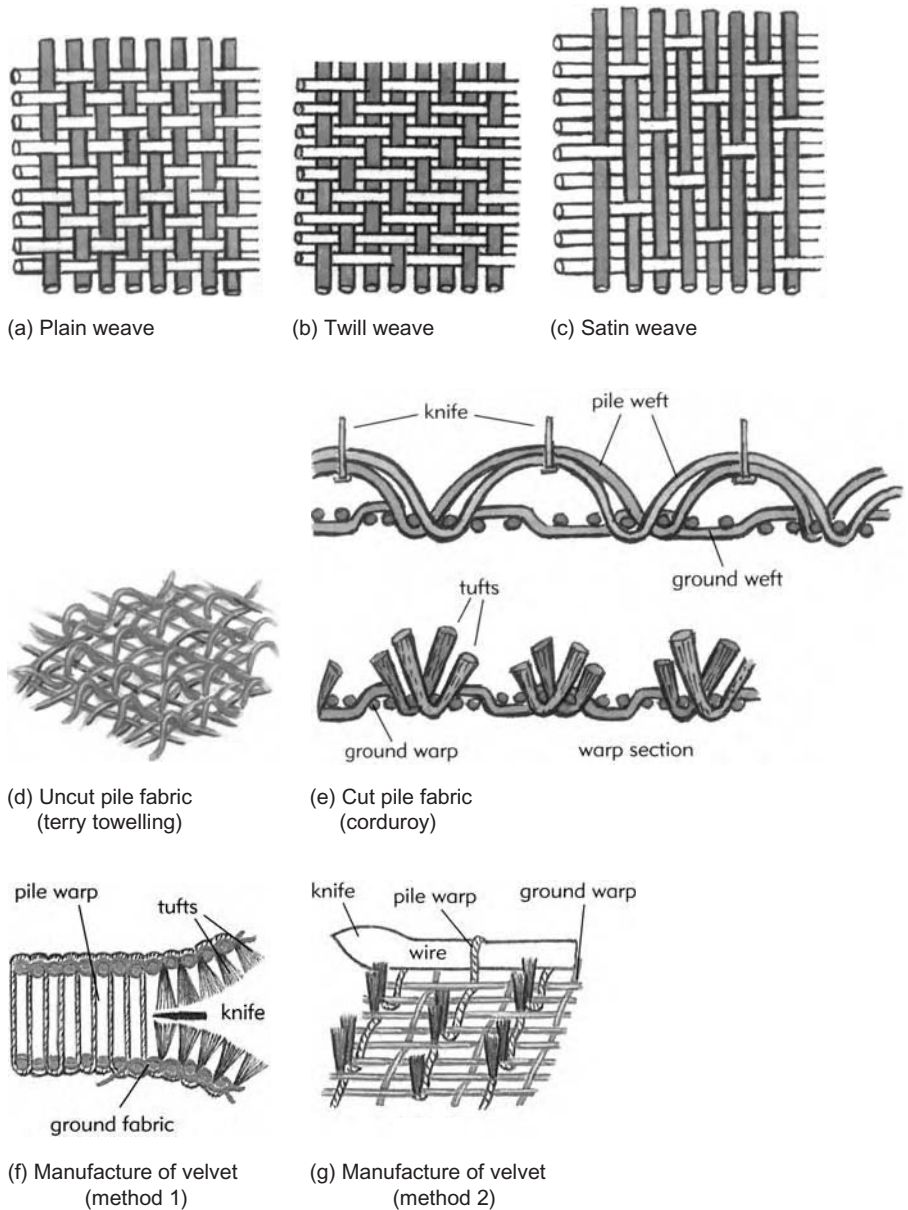 (a) Plain weave
(b) Twill weave
(c) Satin weave
knife
pile weft
ground weft
tufts
ground warp
warp section
(d) Uncut pile fabric
(terry towelling)
(e) Cut pile fabric
(corduroy)
pile warp
tufts
knife
ground fabric
knife
pile warp
ground warp
wire
(f) Manufacture of velvet
(method 1)
(g) Manufacture of velvet
(method 2)